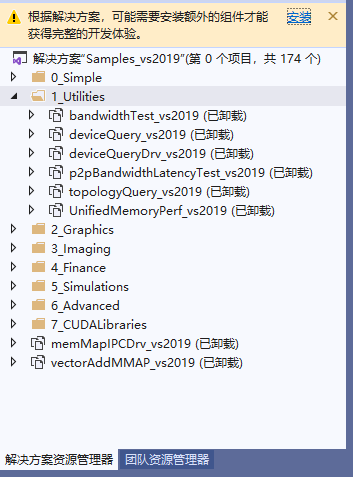 根据解决方案，可能需要安装额外的组件才能 安装
获得完整的开发体验。
解决方案"Samples_vs2019"(第 0 个项目，共 174 个)
0_Simple
1_Utilities
bandwidthTest_vs2019 (已卸载)
deviceQuery_vs2019 (已卸载)
deviceQueryDrv_vs2019 (已卸载)
p2pBandwidthLatencyTest_vs2019 (已卸载)
topologyQuery_vs2019 (已卸载)
UnifiedMemoryPerf_vs2019 (已卸载)
2_Graphics
3_Imaging
4_Finance
5_Simulations
6_Advanced
7_CUDALibraries
memMapIPCDrv_vs2019 (已卸载)
vectorAddMMAP_vs2019 (已卸载)
解决方案资源管理器 团队资源管理器